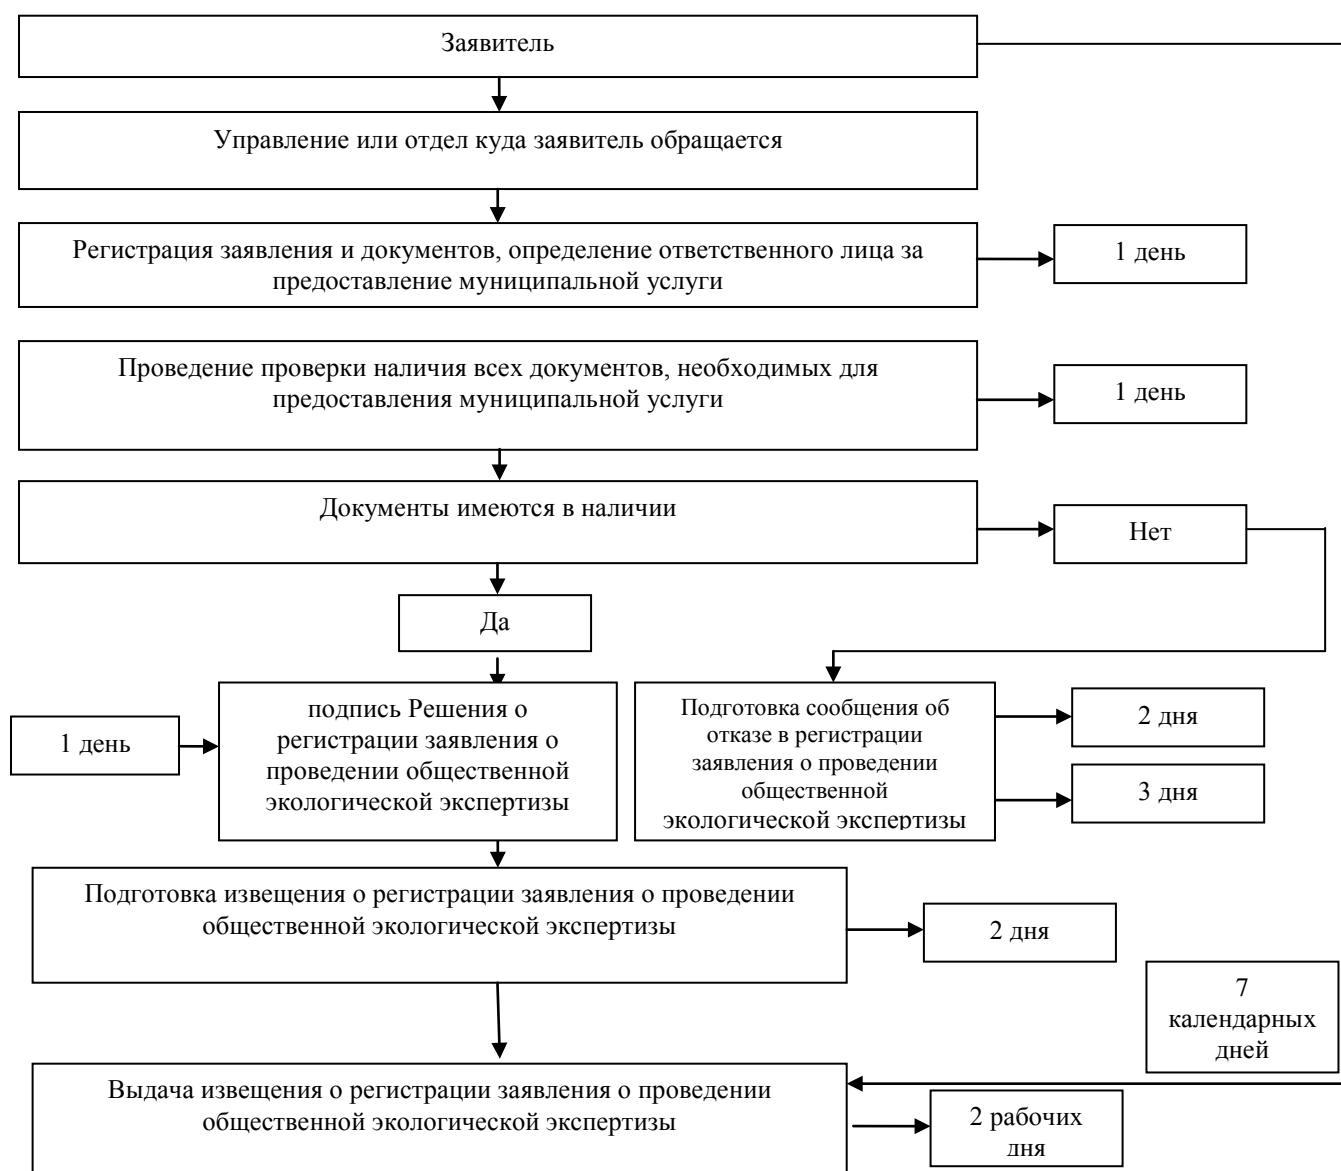 Заявитель
Управление или отдел куда заявитель обращается
Регистрация заявления и документов, определение ответственного лица за
предоставление муниципальной услуги
1 день
Проведение проверки наличия всех документов, необходимых для
предоставления муниципальной услуги
1 день
Документы имеются в наличии
Нет
Да
1 день
подпись Решения о
регистрации заявления о
проведении общественной
экологической экспертизы
Подготовка сообщения об
отказе в регистрации
заявления о проведении
общественной
экологической экспертизы
2 дня
3 дня
Подготовка извещения о регистрации заявления о проведении
общественной экологической экспертизы
2 дня
7
календарных
дней
Выдача извещения о регистрации заявления о проведении
общественной экологической экспертизы
2 рабочих
дня